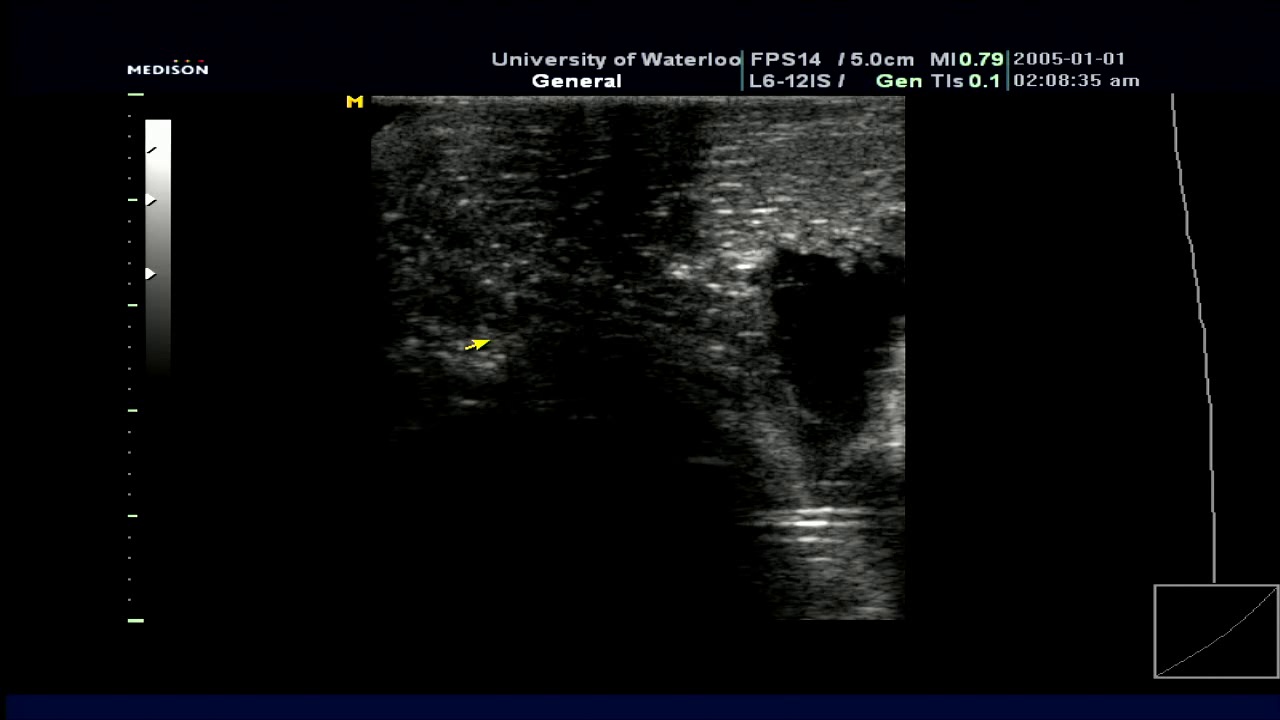 MEDISON
University of Waterloo FPS14 / 5.0cm MI 0.79 2005-01-01
General L6-12IS / Gen TIs 0.1 02:08:35 am
M